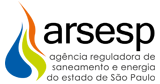 arsesp
agência reguladora de
saneamento e energia
do estado de São Paulo